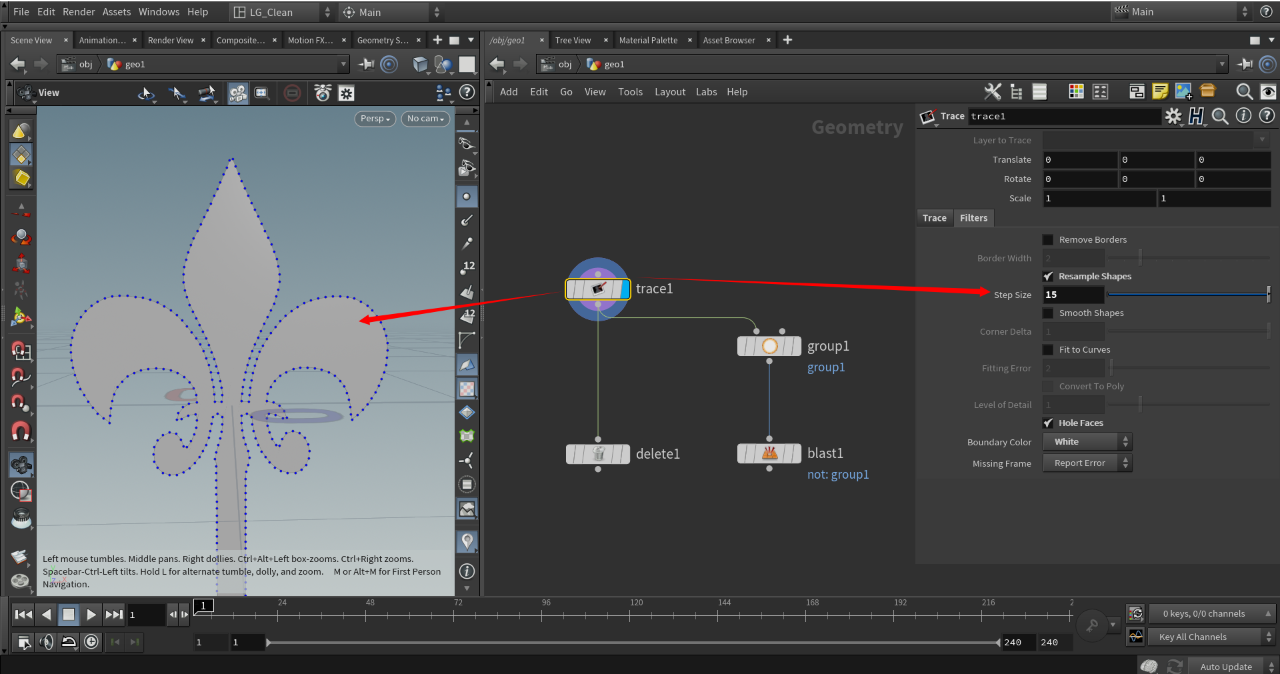 File Edit Render Assets Windows Help LG_Clean Main Main
Scene View Animation... Render View Composite... Motion FX... Geometry S...
/obj/geo1 Tree View Material Palette Asset Browser
obj geo1
obj geo1
View
Add Edit Go View Tools Layout Labs Help
Persp No cam
Geometry
12
12
trace1
group1
group1
delete1
blast1
not: group1
Trace trace1
Layer to Trace
Translate 0 0 0
Rotate 0 0 0
Scale 1 1
Trace Filters
Remove Borders
Border Width 2
Resample Shapes
Step Size 15
Smooth Shapes
Corner Delta 1
Fit to Curves
Fitting Error 2
Convert To Poly
Level of Detail 1
Hole Faces
Boundary Color White
Missing Frame Report Error
Left mouse tumbles. Middle pans. Right dollies. Ctrl+Alt+Left box-zooms. Ctrl+Right zooms.
Spacebar-Ctrl-Left tilts. Hold L for alternate tumble, dolly, and zoom. M or Alt+M for First Person
Navigation.
1 1 24 48 72 96 120 144 168 192 216 2
0 keys, 0/0 channels
1 1 240 240
Key All Channels
Auto Update